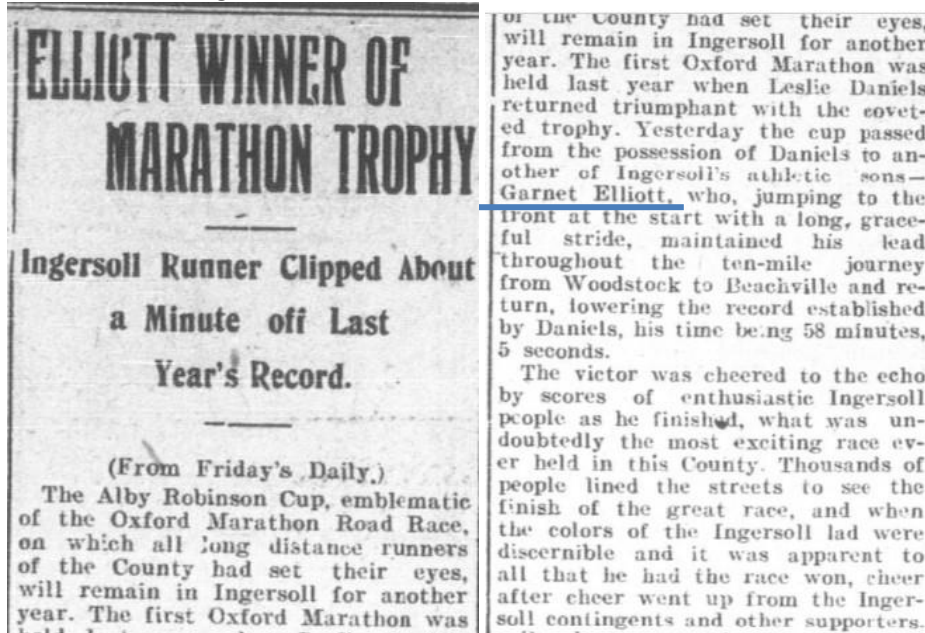 ELLIOTT WINNER OF
MARATHON TROPHY
Ingersoll Runner Clipped About
a Minute off Last
Year's Record.
(From Friday's Daily.)
The Alby Robinson Cup, emblematic
of the Oxford Marathon Road Race,
on which all long distance runners
of the County had set their eyes,
will remain in Ingersoll for another
year. The first Oxford Marathon was
of the County had set their eyes,
will remain in Ingersoll for another
year. The first Oxford Marathon was
held last year when Leslie Daniels
returned triumphant with the covet-
ed trophy. Yesterday the cup passed
from the possession of Daniels to an-
other of Ingersoll's athletic sons—
Garnet Elliott, who, jumping to the
front at the start with a long, grace-
ful stride, maintained his lead
throughout the ten-mile journey
from Woodstock to Beachville and re-
turn, lowering the record established
by Daniels, his time being 58 minutes,
5 seconds.
The victor was cheered to the echo
by scores of enthusiastic Ingersoll
people as he finished, what was un-
doubtedly the most exciting race ev-
er held in this County. Thousands of
people lined the streets to see the
finish of the great race, and when
the colors of the Ingersoll lad were
discernible and it was apparent to
all that he had the race won, cheer
after cheer went up from the Inger-
soll contingents and other supporters.